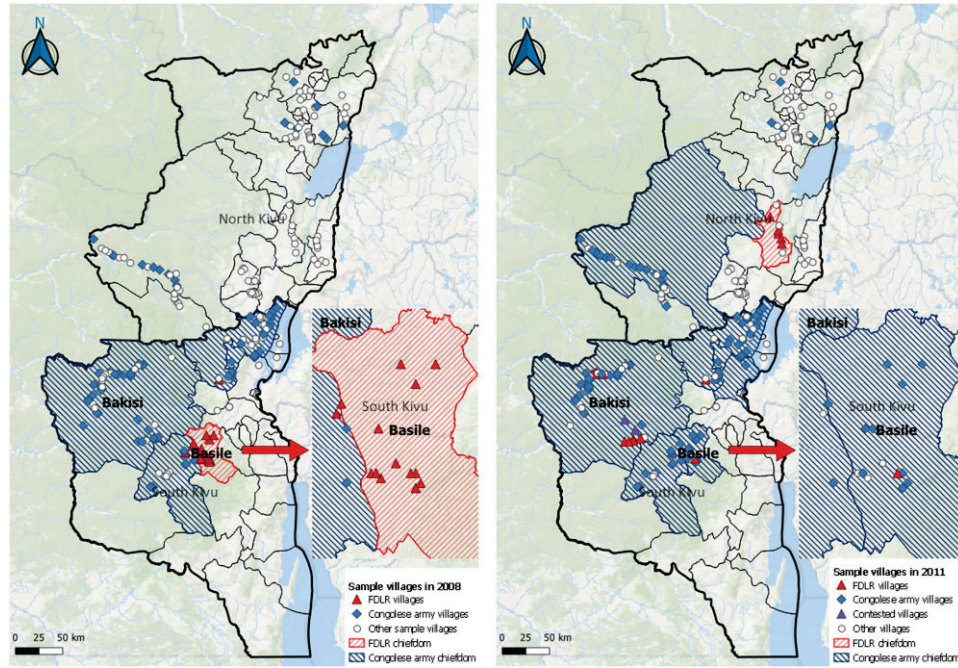 N
North Kivu
Bakisi
Bakisi
South Kivu
Basile
Basile
South Kivu
Sample villages in 2008
FDLR villages
Congolese army villages
Other sample villages
FDLR chiefdom
Congolese army chiefdom
0 25 50 km
N
North Kivu
Bakisi
Bakisi
South Kivu
Basile
Basile
South Kivu
Sample villages in 2011
FDLR villages
Congolese army villages
Contested villages
Other villages
FDLR chiefdom
Congolese army chiefdom
0 25 50 km